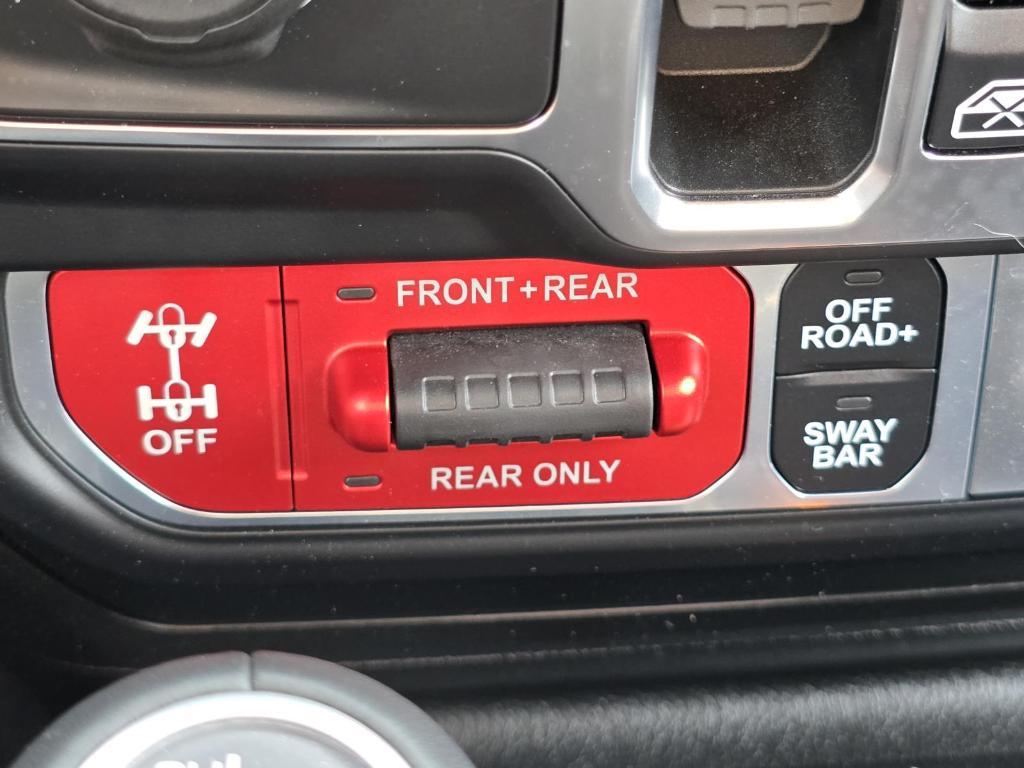 FRONT+REAR
OFF
ROAD+
OFF
REAR ONLY
SWAY
BAR